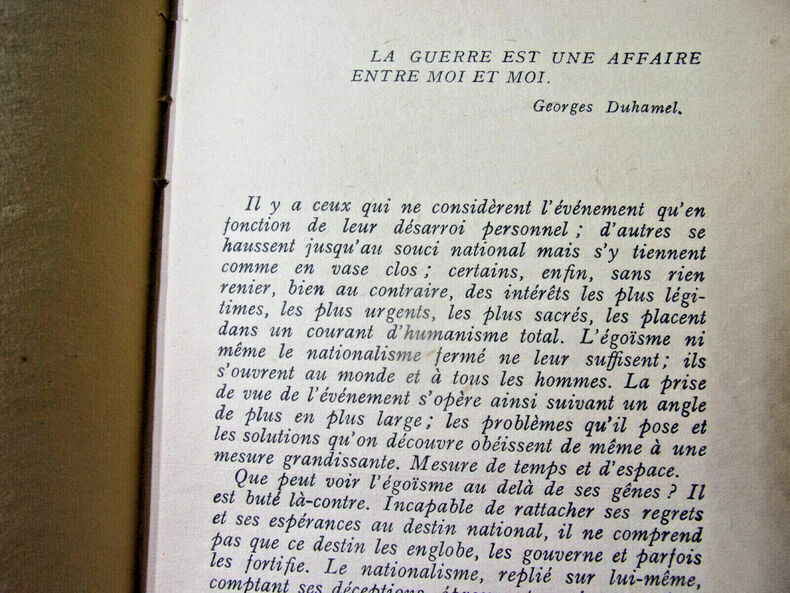 LA GUERRE EST UNE AFFAIRE
ENTRE MOI ET MOI.
Georges Duhamel.
Il y a ceux qui ne considèrent l'événement qu'en
fonction de leur désarroi personnel ; d'autres se
haussent jusqu'au souci national mais s'y tiennent
comme en vase clos ; certains, enfin, sans rien
renier, bien au contraire, des intérêts les plus légi-
times, les plus urgents, les plus sacrés, les placent
dans un courant d'humanisme total. L'égoïsme ni
même le nationalisme fermé ne leur suffisent ; ils
s'ouvrent au monde et à tous les hommes. La prise
de vue de l'événement s'opère ainsi suivant un angle
de plus en plus large ; les problèmes qu'il pose et
les solutions qu'on découvre obéissent de même à une
mesure grandissante. Mesure de temps et d'espace.
Que peut voir l'égoïsme au delà de ses gênes ? Il
est buté là-contre. Incapable de rattacher ses regrets
et ses espérances au destin national, il ne comprend
pas que ce destin les englobe, les gouverne et parfois
les fortifie. Le nationalisme, replié sur lui-même,
comptant ses déceptions,